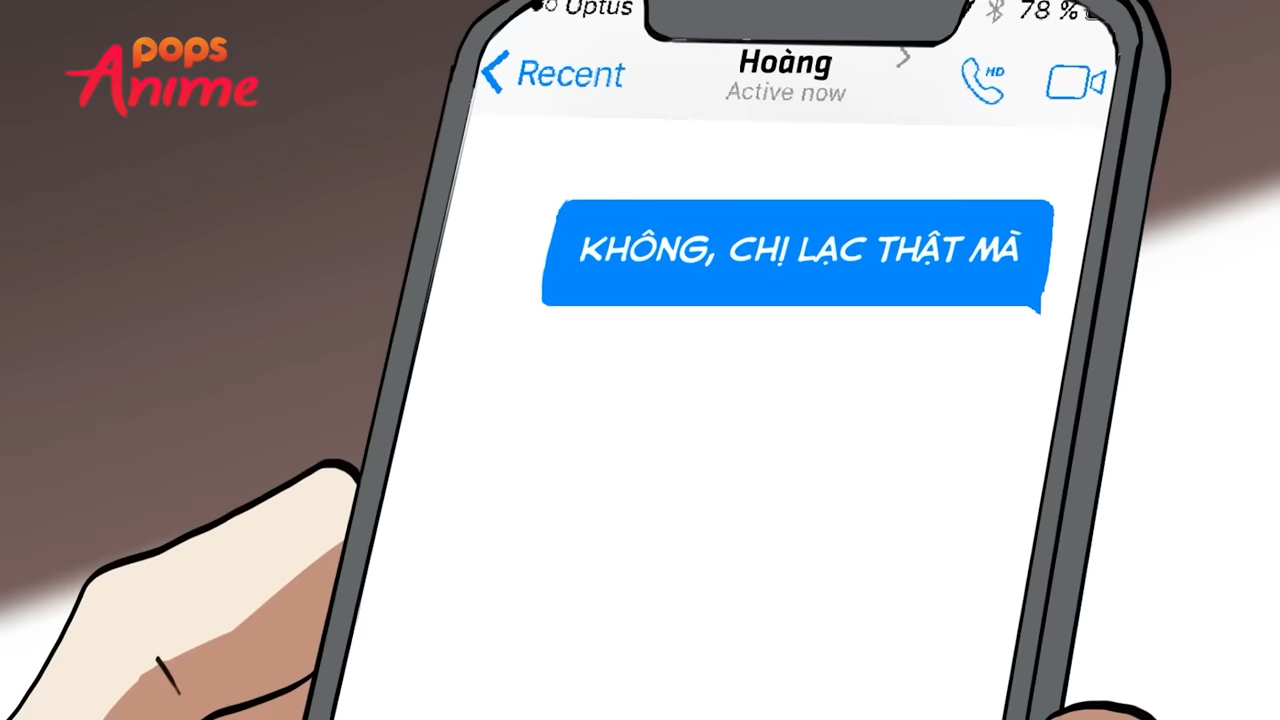 pops
Anime
Optus
78 %
Recent
Hoàng
Active now
HD
KHÔNG, CHỊ LẠC THẬT MÀ